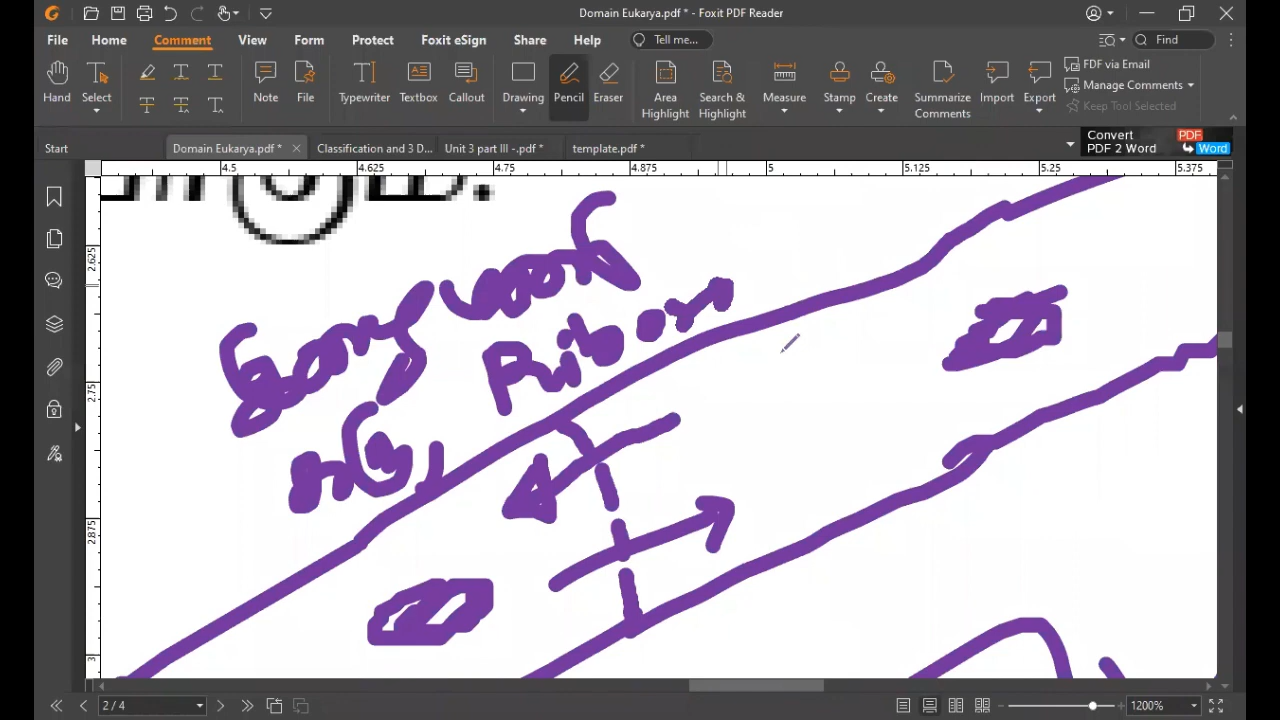 Domain Eukarya.pdf * - Foxit PDF Reader
File Home Comment View Form Protect Foxit eSign Share Help Tell me... Find
Hand Select Note File Typewriter Textbox Callout Drawing Pencil Eraser Area Highlight Search & Highlight Measure Stamp Create Summarize Comments Import Export
PDF via Email
Manage Comments
Keep Tool Selected
Start Domain Eukarya.pdf * Classification and 3 D... Unit 3 part III -.pdf * template.pdf *
Convert PDF
PDF 2 Word Word
4.5 4.625 4.75 4.875 5 5.125 5.25 5.375
2.625
2.75
2.875
3
2 / 4 1200%